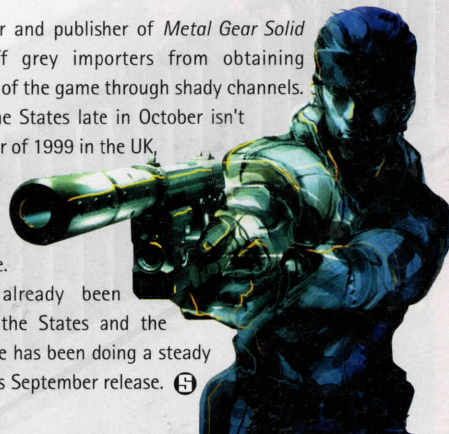 r and publisher of Metal Gear Solid
ff grey importers from obtaining
of the game through shady channels.
he States late in October isn't
r of 1999 in the UK,
e.
already been
the States and the
e has been doing a steady
s September release.